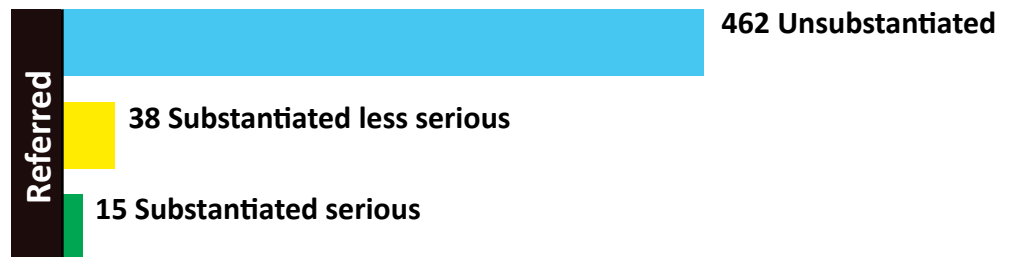 Referred
462 Unsubstantiated
38 Substantiated less serious
15 Substantiated serious